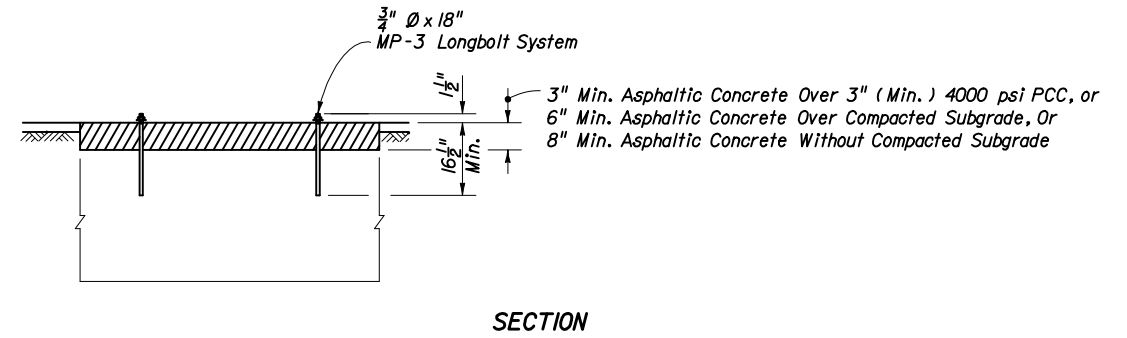 3/4" Ø x 18"
MP-3 Longbolt System
1 1/2"
3" Min. Asphaltic Concrete Over 3" (Min.) 4000 psi PCC, or
6" Min. Asphaltic Concrete Over Compacted Subgrade, Or
8" Min. Asphaltic Concrete Without Compacted Subgrade
16 1/2"
Min.
SECTION